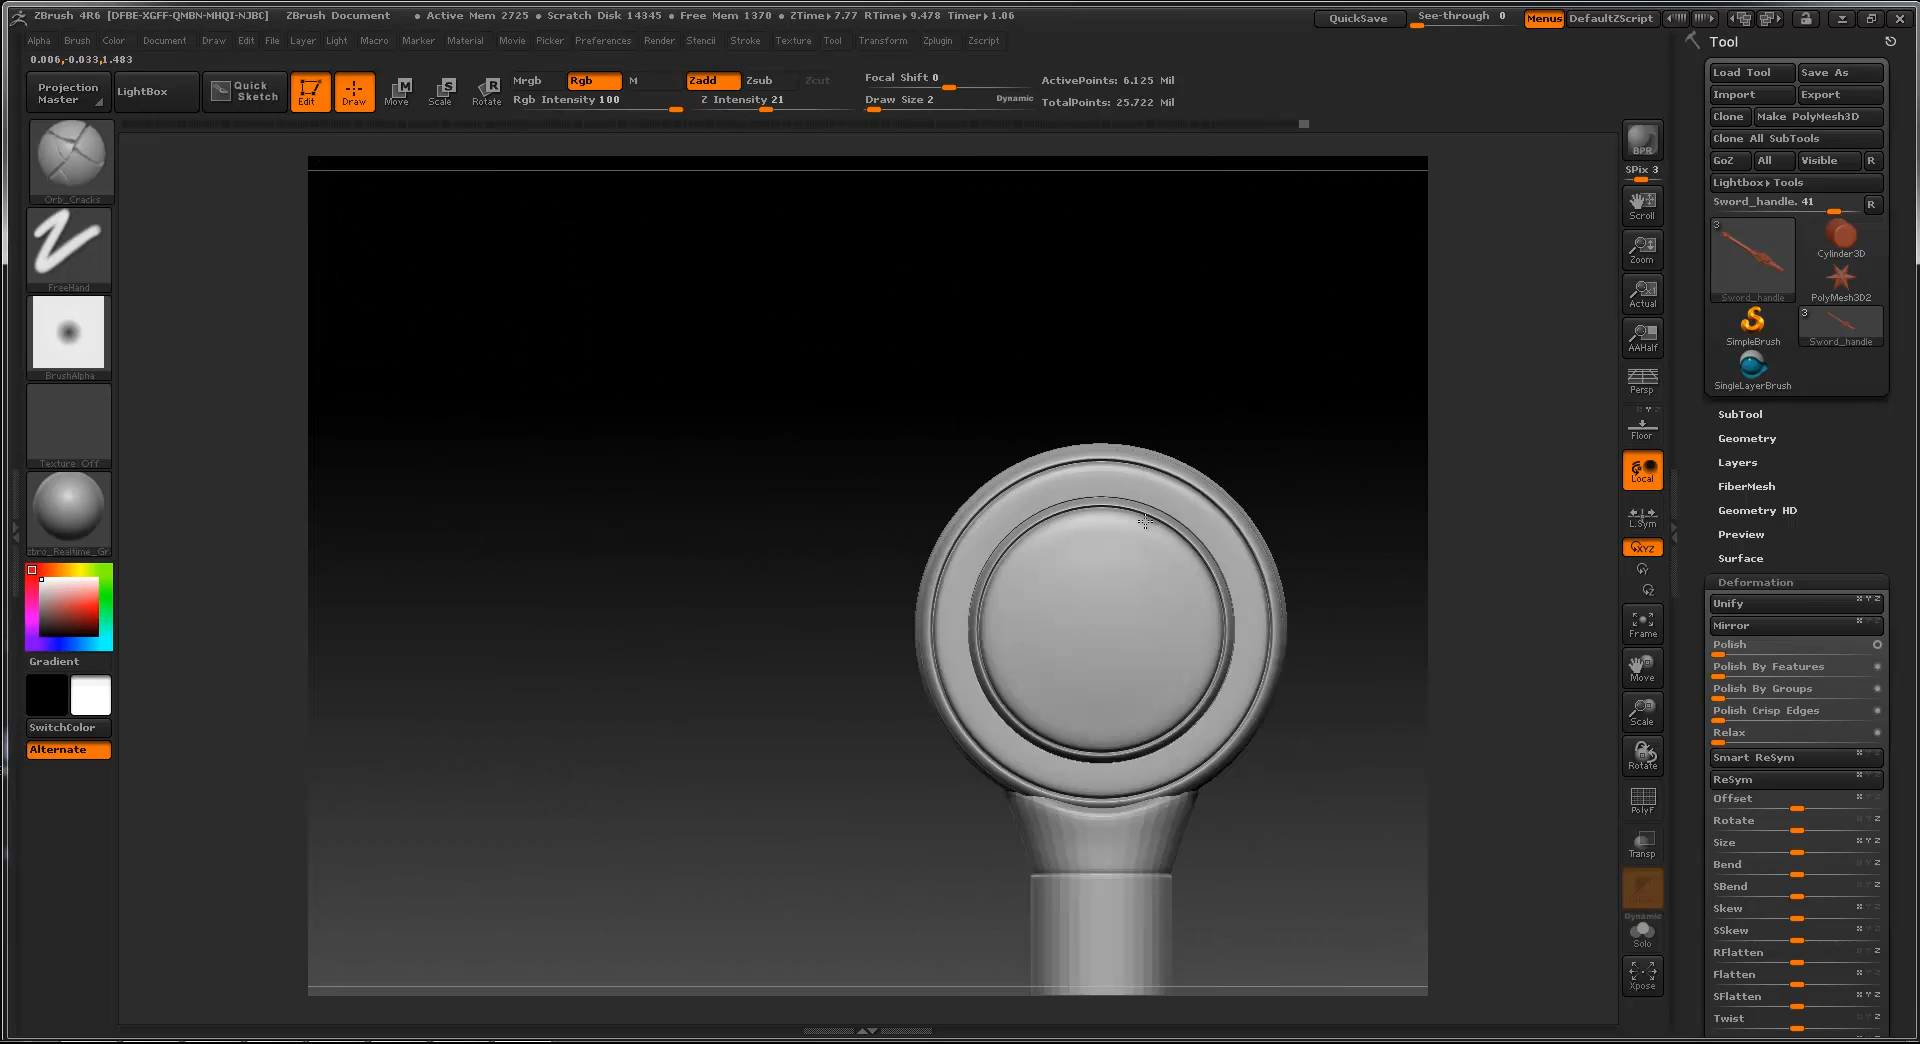 ZBrush 4R6 [DFBE-XGFF-QMBN-MHQI-NJBC] ZBrush Document • Active Mem 2725 • Scratch Disk 14345 • Free Mem 1370 • ZTime▸7.77 RTime▸9.478 Timer▸1.06 QuickSave See-through 0 Menus DefaultZScript
Alpha Brush Color Document Draw Edit File Layer Light Macro Marker Material Movie Picker Preferences Render Stencil Stroke Texture Tool Transform Zplugin Zscript
0.006,-0.033,1.483
Projection Master
LightBox
Quick Sketch
Edit
Draw
Move
Scale
Rotate
Mrgb Rgb M Zadd Zsub Zcut
Rgb Intensity 100 Z Intensity 21
Focal Shift 0
Draw Size 2 Dynamic
ActivePoints: 6.125 Mil
TotalPoints: 25.722 Mil
Orb_Cracks
FreeHand
BrushAlpha
Texture Off
zbro_Realtime_Gr
Gradient
SwitchColor
Alternate
BPR
SPix 3
Scroll
Zoom
Actual
AAHalf
Persp
Floor
Local
L.Sym
XYZ
Y
Z
Frame
Move
Scale
Rotate
PolyF
Transp
Dynamic
Solo
Xpose
Tool
Load Tool Save As
Import Export
Clone Make PolyMesh3D
Clone All SubTools
GoZ All Visible R
Lightbox▸Tools
Sword_handle. 41 R
3
Sword_handle
Cylinder3D
PolyMesh3D2
SimpleBrush
3
Sword_handle
SingleLayerBrush
SubTool
Geometry
Layers
FiberMesh
Geometry HD
Preview
Surface
Deformation
Unify
Mirror
Polish
Polish By Features
Polish By Groups
Polish Crisp Edges
Relax
Smart ReSym
ReSym
Offset
Rotate
Size
Bend
SBend
Skew
SSkew
RFlatten
Flatten
SFlatten
Twist